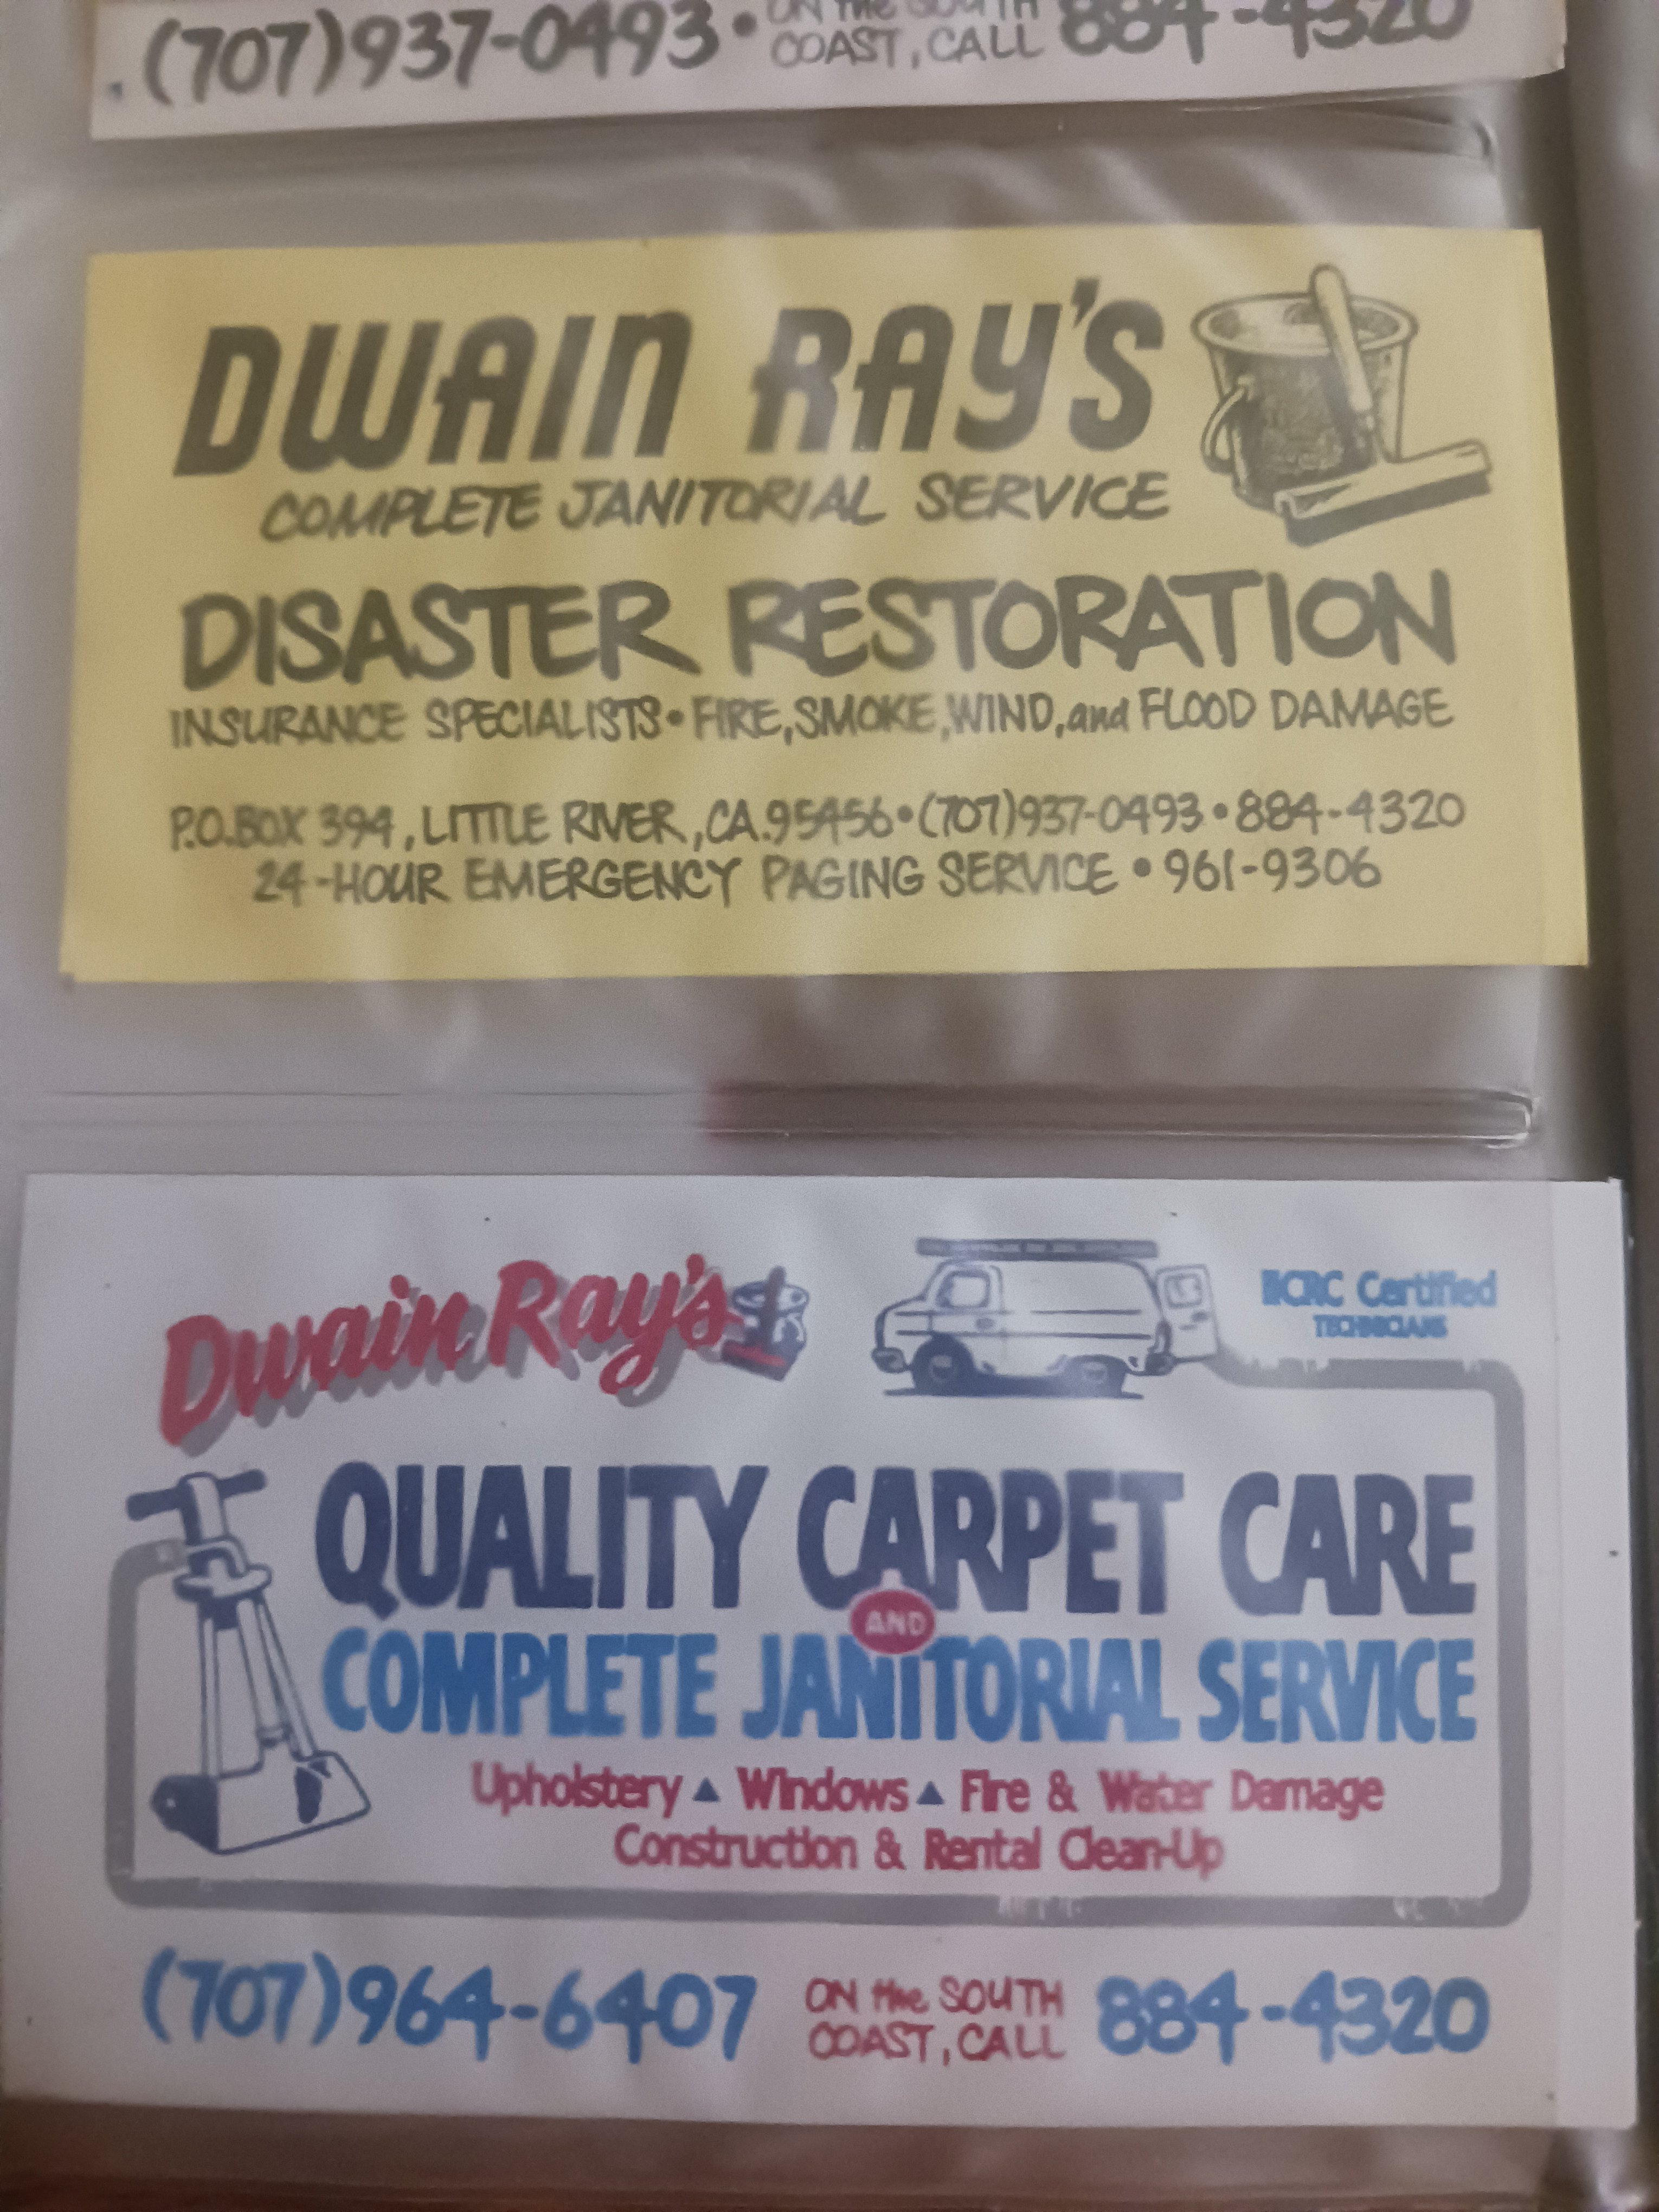 (707)937-0493 • ON the SOUTH COAST, CALL 884-4320
DWAIN RAY'S
COMPLETE JANITORIAL SERVICE
DISASTER RESTORATION
INSURANCE SPECIALISTS • FIRE, SMOKE, WIND, and FLOOD DAMAGE
P.O. BOX 394, LITTLE RIVER, CA. 95456 • (707)937-0493 • 884-4320
24-HOUR EMERGENCY PAGING SERVICE • 961-9306
Dwain Ray's
IICRC Certified
TECHNICIANS
QUALITY CARPET CARE
AND
COMPLETE JANITORIAL SERVICE
Upholstery ▲ Windows ▲ Fire & Water Damage
Construction & Rental Clean-Up
(707)964-6407 ON the SOUTH COAST, CALL 884-4320